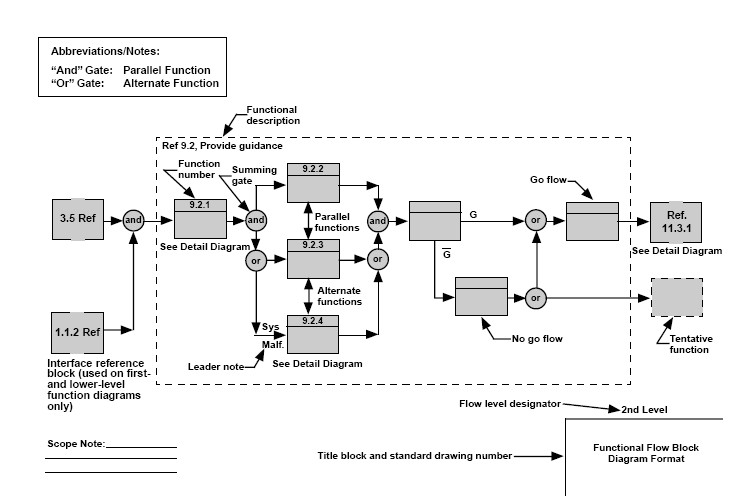 Abbreviations/Notes:
“And” Gate: Parallel Function
“Or” Gate: Alternate Function
Functional
description
Ref 9.2, Provide guidance
Function
number
Summing
gate
9.2.2
Go flow
3.5 Ref
and
9.2.1
and
Parallel
functions
and
G
or
Ref.
11.3.1
See Detail Diagram
See Detail Diagram
or
9.2.3
or
G
Alternate
functions
or
1.1.2 Ref
Sys
Malf.
9.2.4
No go flow
Tentative
function
Leader note
See Detail Diagram
Interface reference
block (used on first-
and lower-level
function diagrams
only)
Flow level designator
2nd Level
Scope Note:
Title block and standard drawing number
Functional Flow Block
Diagram Format